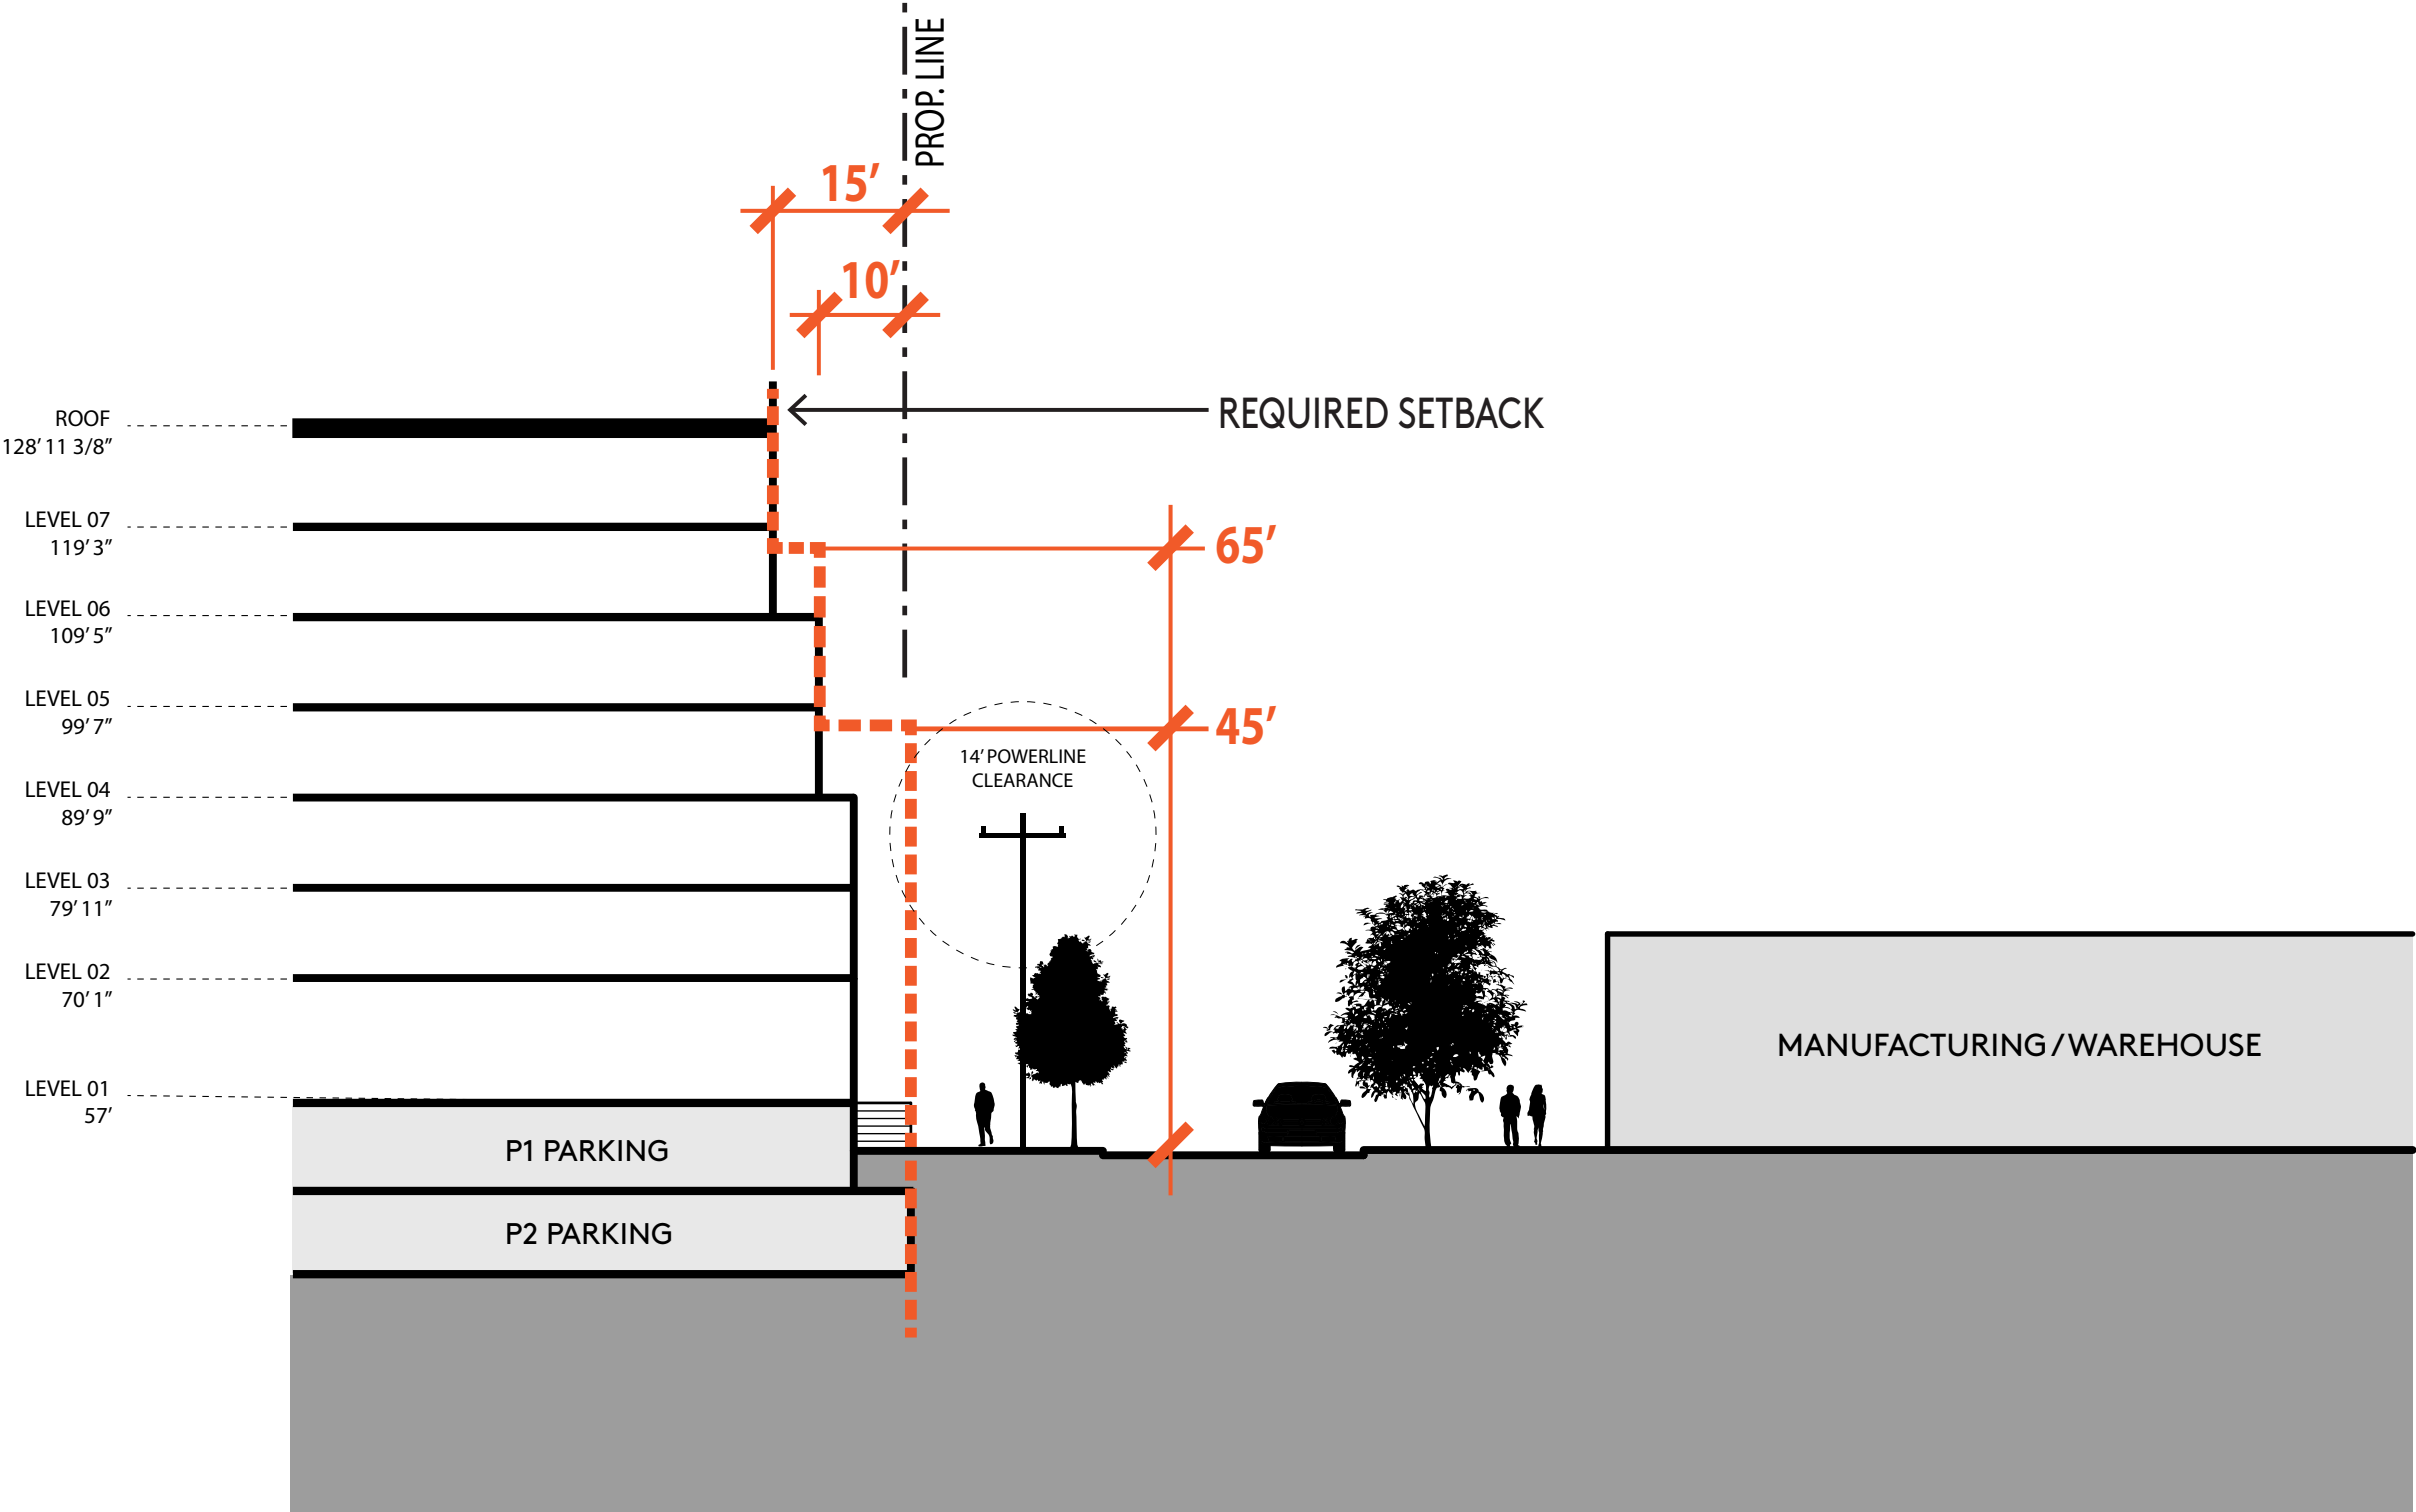 PROP. LINE
15’
10’
REQUIRED SETBACK
ROOF
128’ 11 3/8”
LEVEL 07
119’ 3”
65’
LEVEL 06
109’ 5”
LEVEL 05
99’ 7”
45’
14’ POWERLINE
CLEARANCE
LEVEL 04
89’ 9”
LEVEL 03
79’ 11”
LEVEL 02
70’ 1”
MANUFACTURING / WAREHOUSE
LEVEL 01
57’
P1 PARKING
P2 PARKING